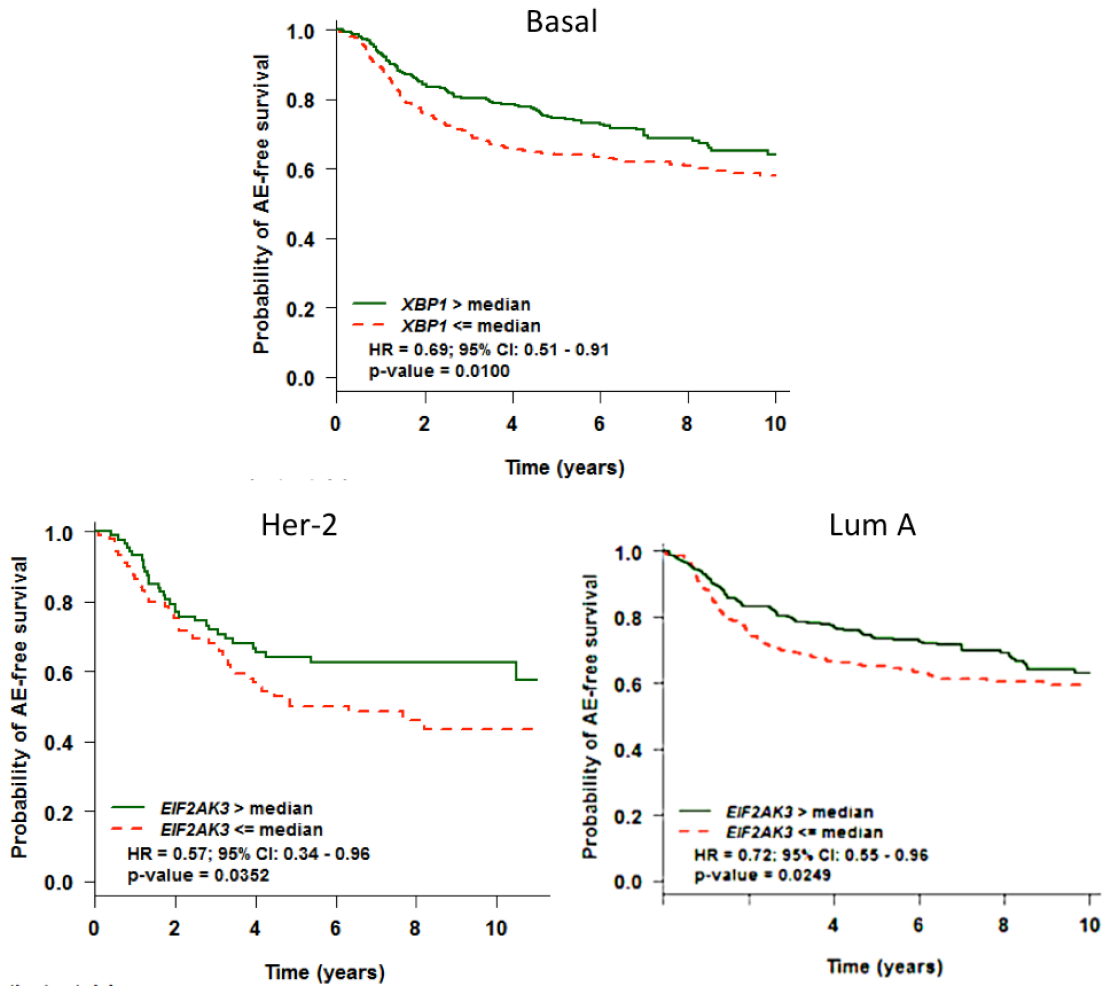 Basal
Probability of AE-free survival
1.0
0.8
0.6
0.4
0.2
0.0
XBP1 > median
XBP1 <= median
HR = 0.69; 95% CI: 0.51 - 0.91
p-value = 0.0100
0 2 4 6 8 10
Time (years)
Her-2
Probability of AE-free survival
1.0
0.8
0.6
0.4
0.2
0.0
EIF2AK3 > median
EIF2AK3 <= median
HR = 0.57; 95% CI: 0.34 - 0.96
p-value = 0.0352
0 2 4 6 8 10
Time (years)
Lum A
Probability of AE-free survival
1.0
0.8
0.6
0.4
0.2
0.0
EIF2AK3 > median
EIF2AK3 <= median
HR = 0.72; 95% CI: 0.55 - 0.96
p-value = 0.0249
4 6 8 10
Time (years)